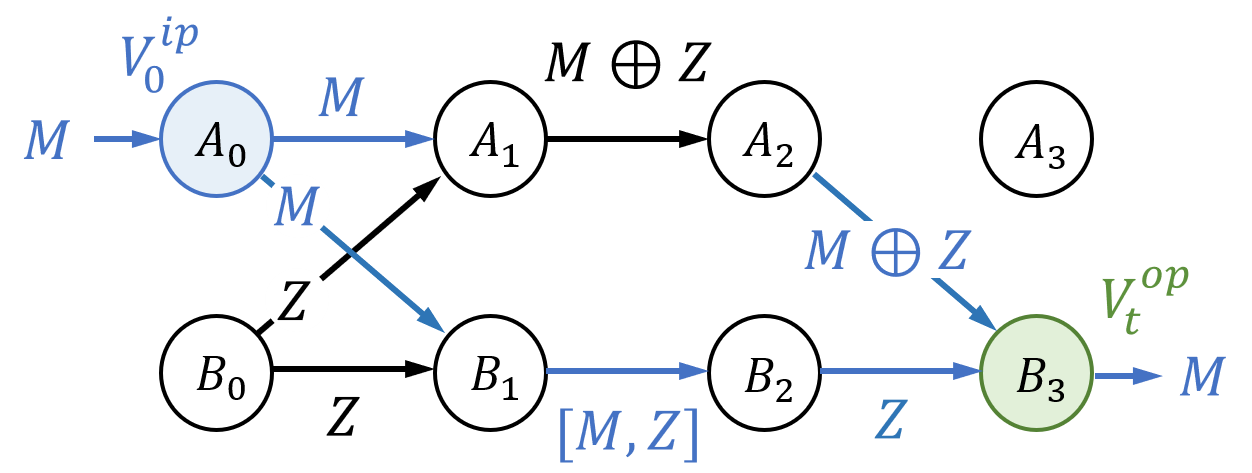 V_0^{ip}
M ⊕ Z
M
M
A_0
A_1
A_2
A_3
M
M ⊕ Z
Z
V_t^{op}
B_0
B_1
B_2
B_3
M
Z
[M, Z]
Z